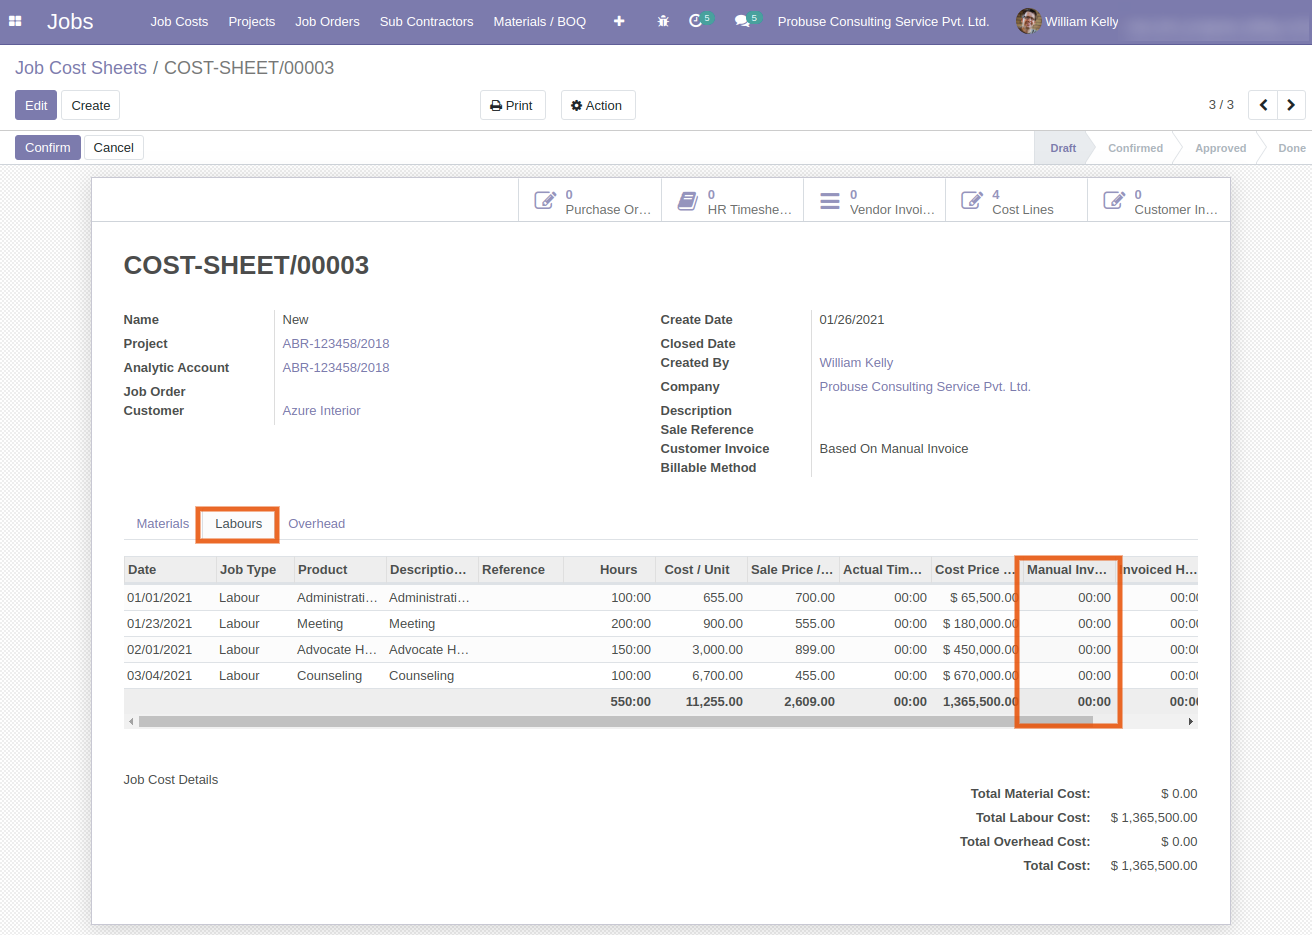 Jobs Job Costs Projects Job Orders Sub Contractors Materials / BOQ 5 5 Probuse Consulting Service Pvt. Ltd. William Kelly
Job Cost Sheets / COST-SHEET/00003
Edit Create Print Action 3 / 3
Confirm Cancel Draft Confirmed Approved Done
0 0 0 4 0
Purchase Or… HR Timeshe… Vendor Invoi… Cost Lines Customer In…
COST-SHEET/00003
Name New Create Date 01/26/2021
Project ABR-123458/2018 Closed Date
Created By William Kelly
Analytic Account ABR-123458/2018
Company Probuse Consulting Service Pvt. Ltd.
Job Order
Customer Azure Interior Description
Sale Reference
Customer Invoice Based On Manual Invoice
Billable Method
Materials Labours Overhead
Date Job Type Product Descriptio… Reference Hours Cost / Unit Sale Price /… Actual Tim… Cost Price … Manual Inv… Invoiced H…
01/01/2021 Labour Administrati… Administrati… 100:00 655.00 700.00 00:00 $ 65,500.00 00:00 00:00
01/23/2021 Labour Meeting Meeting 200:00 900.00 555.00 00:00 $ 180,000.00 00:00 00:00
02/01/2021 Labour Advocate H… Advocate H… 150:00 3,000.00 899.00 00:00 $ 450,000.00 00:00 00:00
03/04/2021 Labour Counseling Counseling 100:00 6,700.00 455.00 00:00 $ 670,000.00 00:00 00:00
550:00 11,255.00 2,609.00 00:00 1,365,500.00 00:00 00:00
Job Cost Details
Total Material Cost: $ 0.00
Total Labour Cost: $ 1,365,500.00
Total Overhead Cost: $ 0.00
Total Cost: $ 1,365,500.00